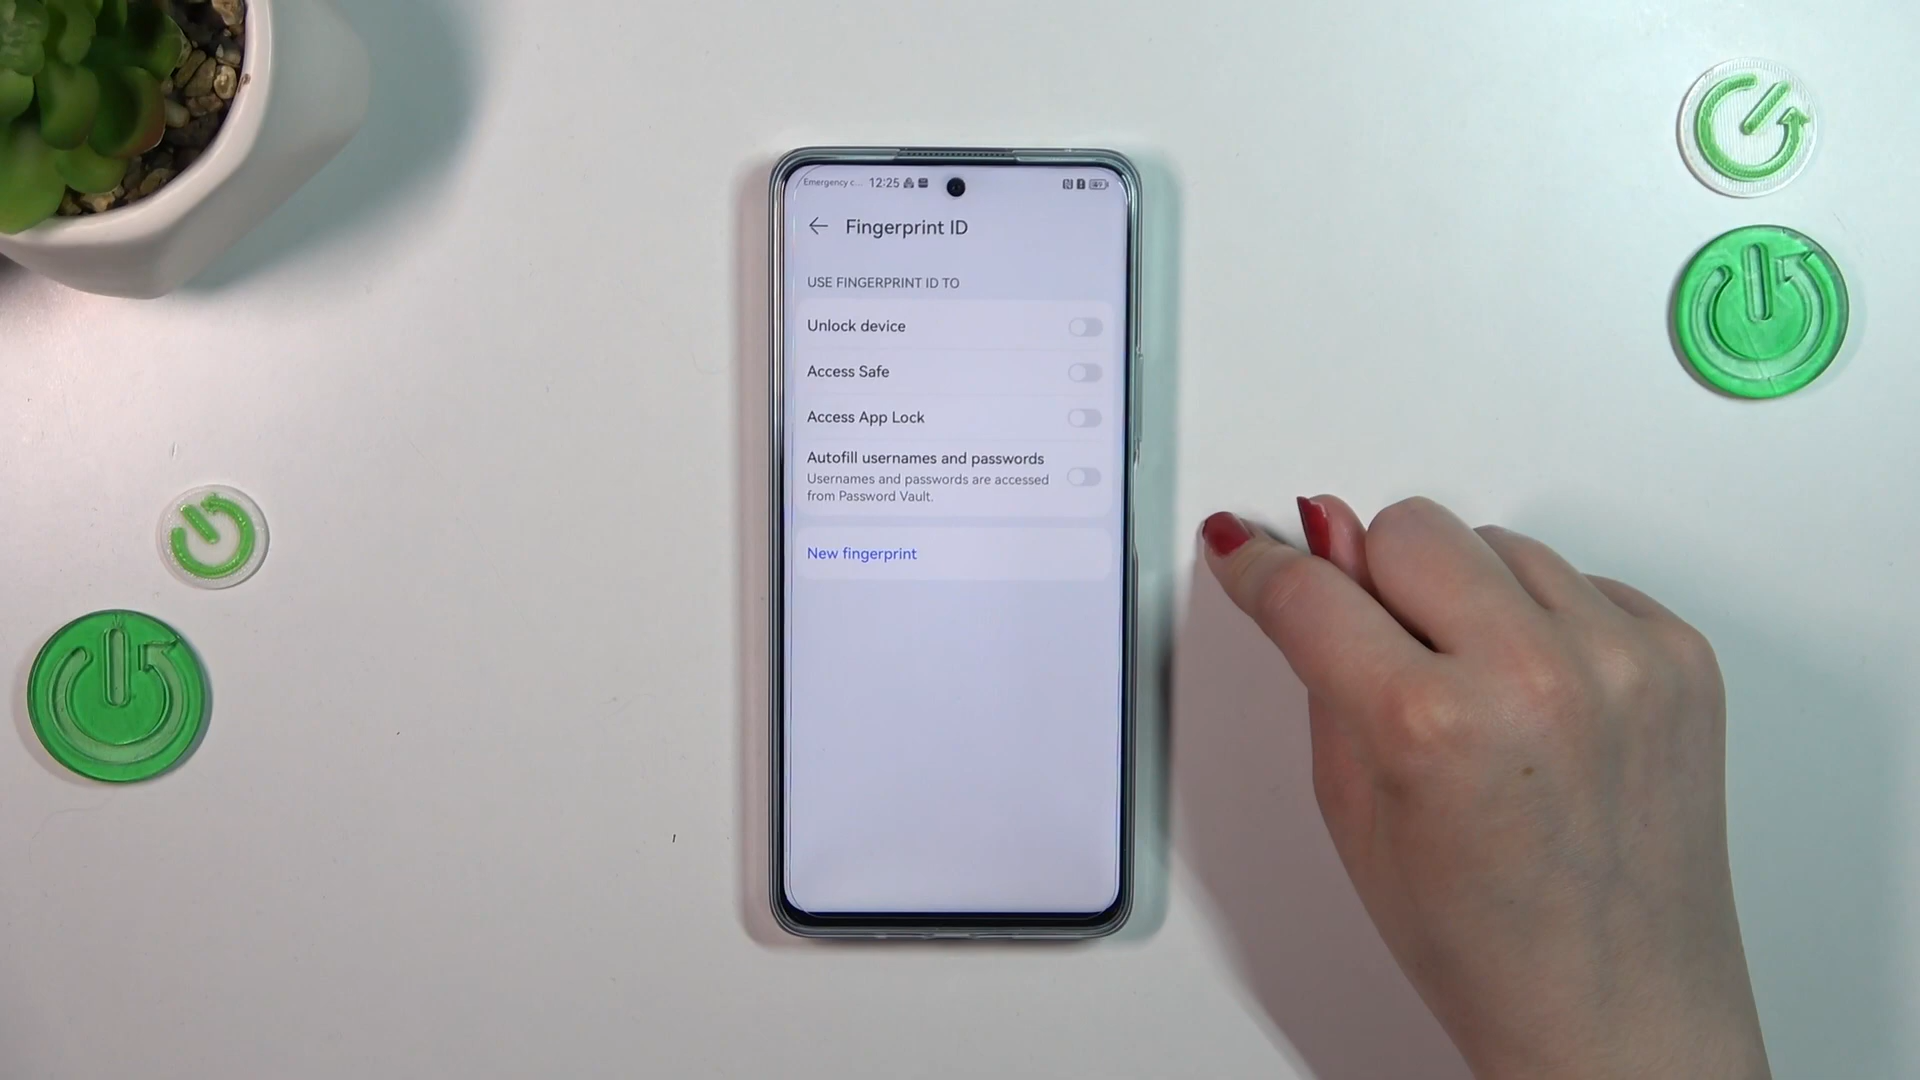 Emergency c... 12:25
Fingerprint ID
USE FINGERPRINT ID TO
Unlock device
Access Safe
Access App Lock
Autofill usernames and passwords
Usernames and passwords are accessed
from Password Vault.
New fingerprint